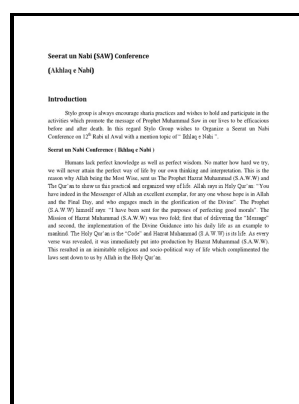 Seerat un Nabi (SAW) Conference
(Akhlaq e Nabi)
Introduction
Stylo group is always encourage sharia practices and wishes to hold and participate in the
activities which promote the message of Prophet Muhammad Saw in our lives to be efficacious
before and after death. In this regard Stylo Group wishes to Organize a Seerat un Nabi
Conference on 12th Rabi ul Awal with a mention topic of " Ikhlaq e Nabi ".
Seerat un Nabi Conference ( Ikhlaq e Nabi )
Humans lack perfect knowledge as well as perfect wisdom. No matter how hard we try,
we will never attain the perfect way of life by our own thinking and interpretation. This is the
reason why Allah being the Most Wise, sent us The Prophet Hazrat Muhammad (S.A.W.W) and
The Qur'an to show us this practical and organized way of life. Allah says in Holy Qur'an: "You
have indeed in the Messenger of Allah an excellent exemplar, for any one whose hope is in Allah
and the Final Day, and who engages much in the glorification of the Divine". The Prophet
(S.A.W.W) himself says: "I have been sent for the purposes of perfecting good morals". The
Mission of Hazrat Muhammad (S.A.W.W) was two fold; first that of delivering the "Message"
and second, the implementation of the Divine Guidance into his daily life as an example to
mankind. The Holy Qur'an is the "Code" and Hazrat Muhammad (S.A.W.W) is its life. As every
verse was revealed, it was immediately put into production by Hazrat Muhammad (S.A.W.W).
This resulted in an inimitable religious and socio-political way of life which complimented the
laws sent down to us by Allah in the Holy Qur'an.